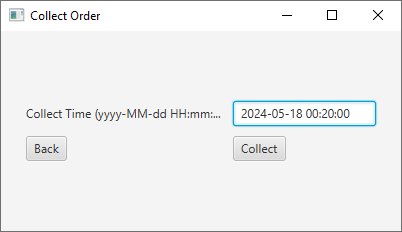 Collect Order
Collect Time (yyyy-MM-dd HH:mm:...
2024-05-18 00:20:00
Back
Collect